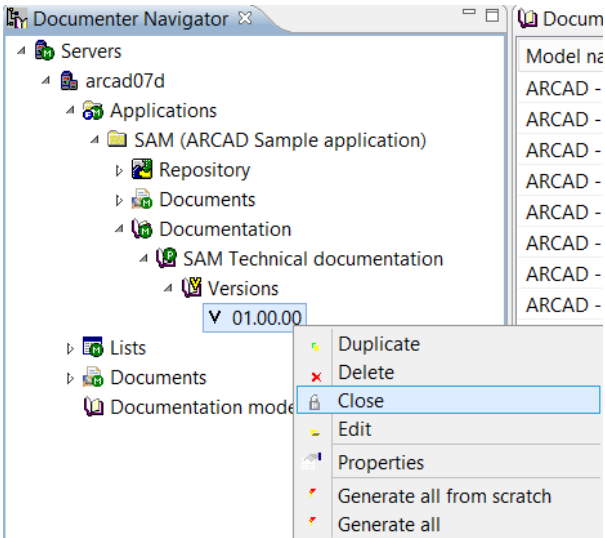 Documenter Navigator
Servers
arcad07d
Applications
SAM (ARCAD Sample application)
Repository
Documents
Documentation
SAM Technical documentation
Versions
01.00.00
Lists
Documents
Documentation mode
Duplicate
Delete
Close
Edit
Properties
Generate all from scratch
Generate all
Docum
Model na
ARCAD -
ARCAD -
ARCAD -
ARCAD -
ARCAD -
ARCAD -
ARCAD -
ARCAD -